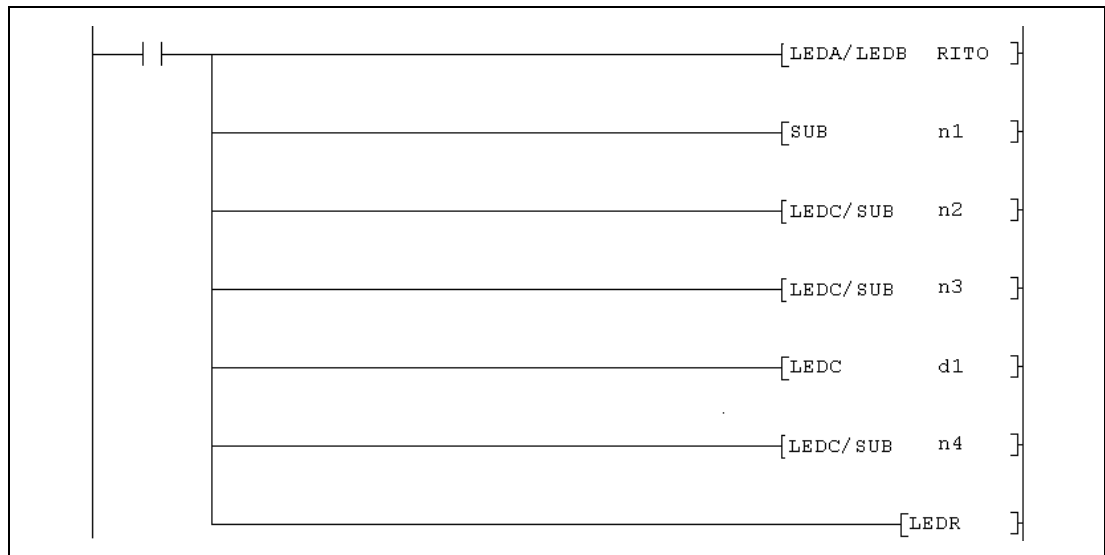 LEDA/LEDB RITO
SUB n1
LEDC/SUB n2
LEDC/SUB n3
LEDC d1
LEDC/SUB n4
LEDR